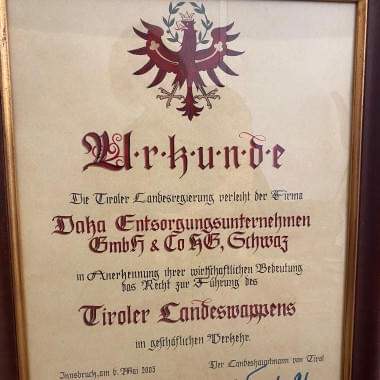 U·r·k·u·n·d·e
Die Tiroler Landesregierung verleiht der Firma
Daka Entsorgungsunternehmen
GmbH & Co KG, Schwaz
in Anerkennung ihrer wirtschaftlichen Bedeutung
das Recht zur Führung des
Tiroler Landeswappens
im geschäftlichen Verkehr.
Innsbruck, am 6. Mai 2003
Der Landeshauptmann von Tirol